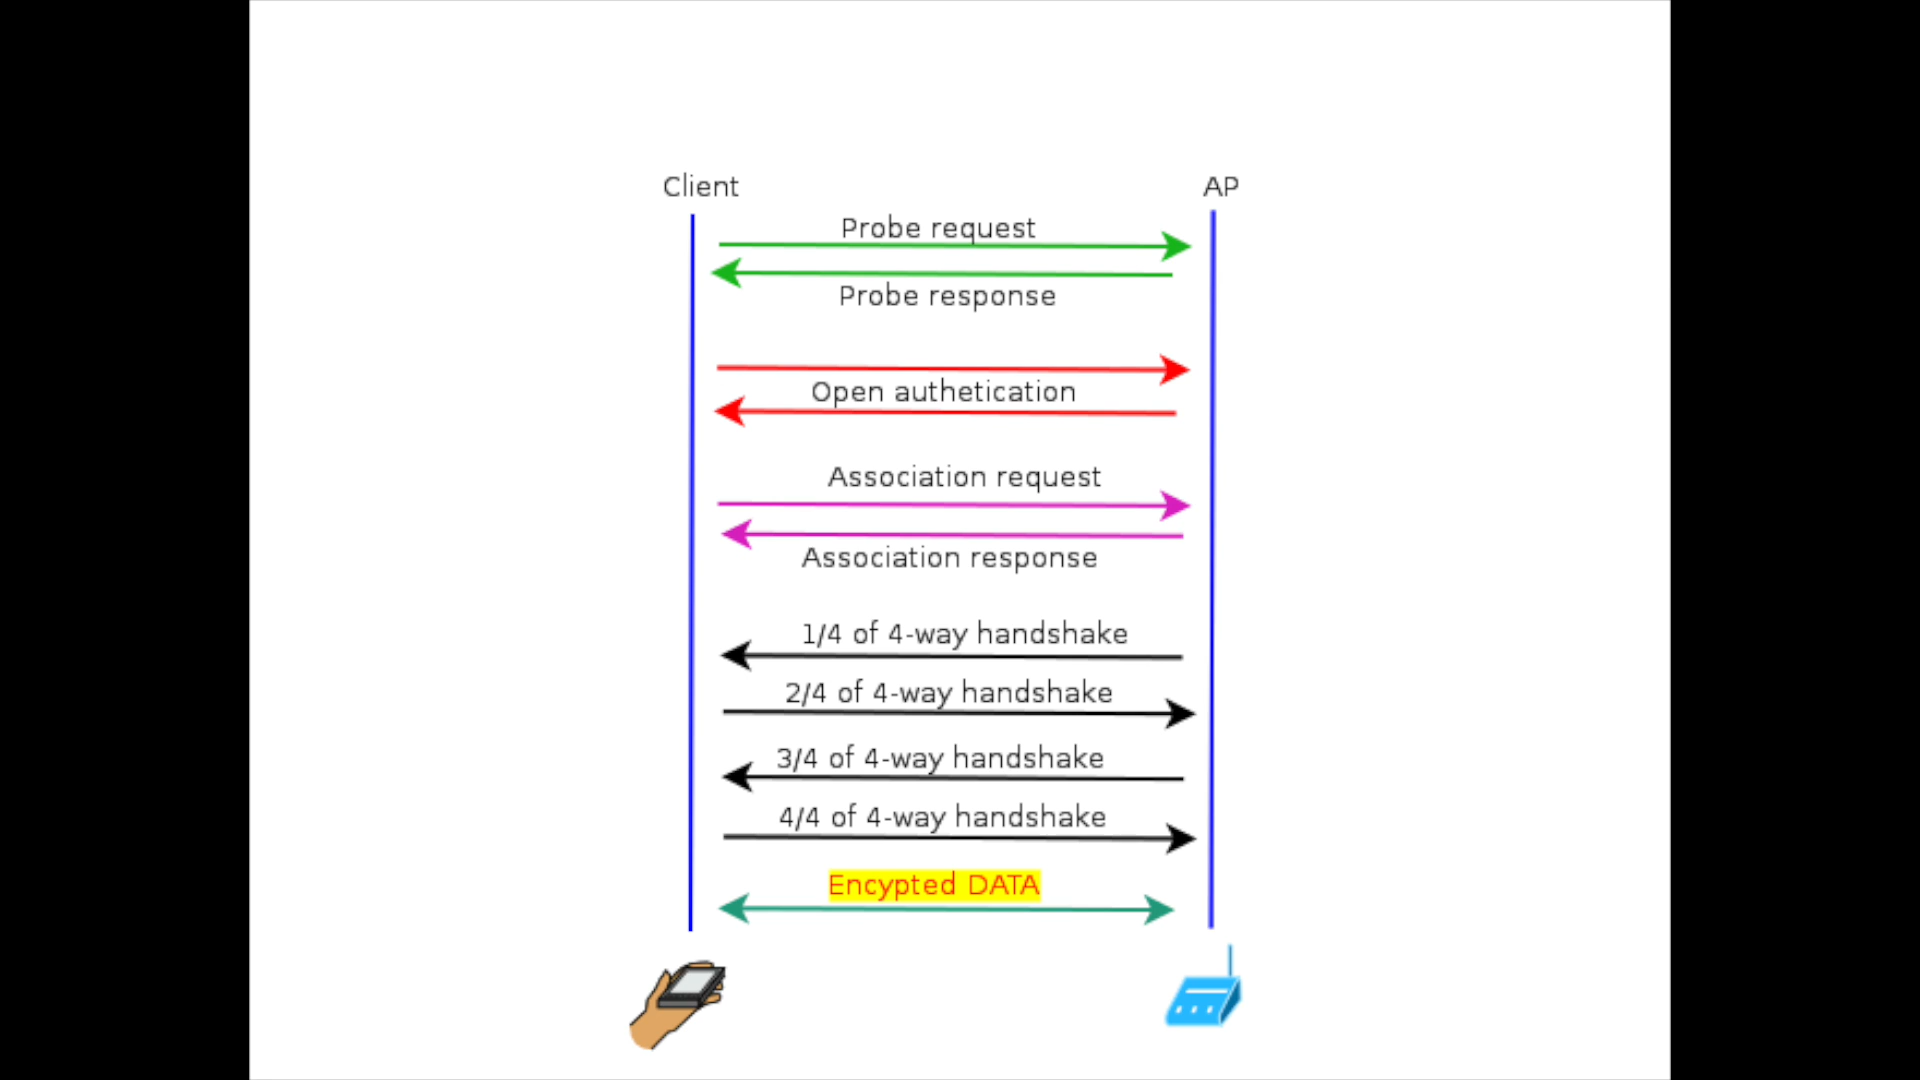 Client
AP
Probe request
Probe response
Open authetication
Association request
Association response
1/4 of 4-way handshake
2/4 of 4-way handshake
3/4 of 4-way handshake
4/4 of 4-way handshake
Encypted DATA